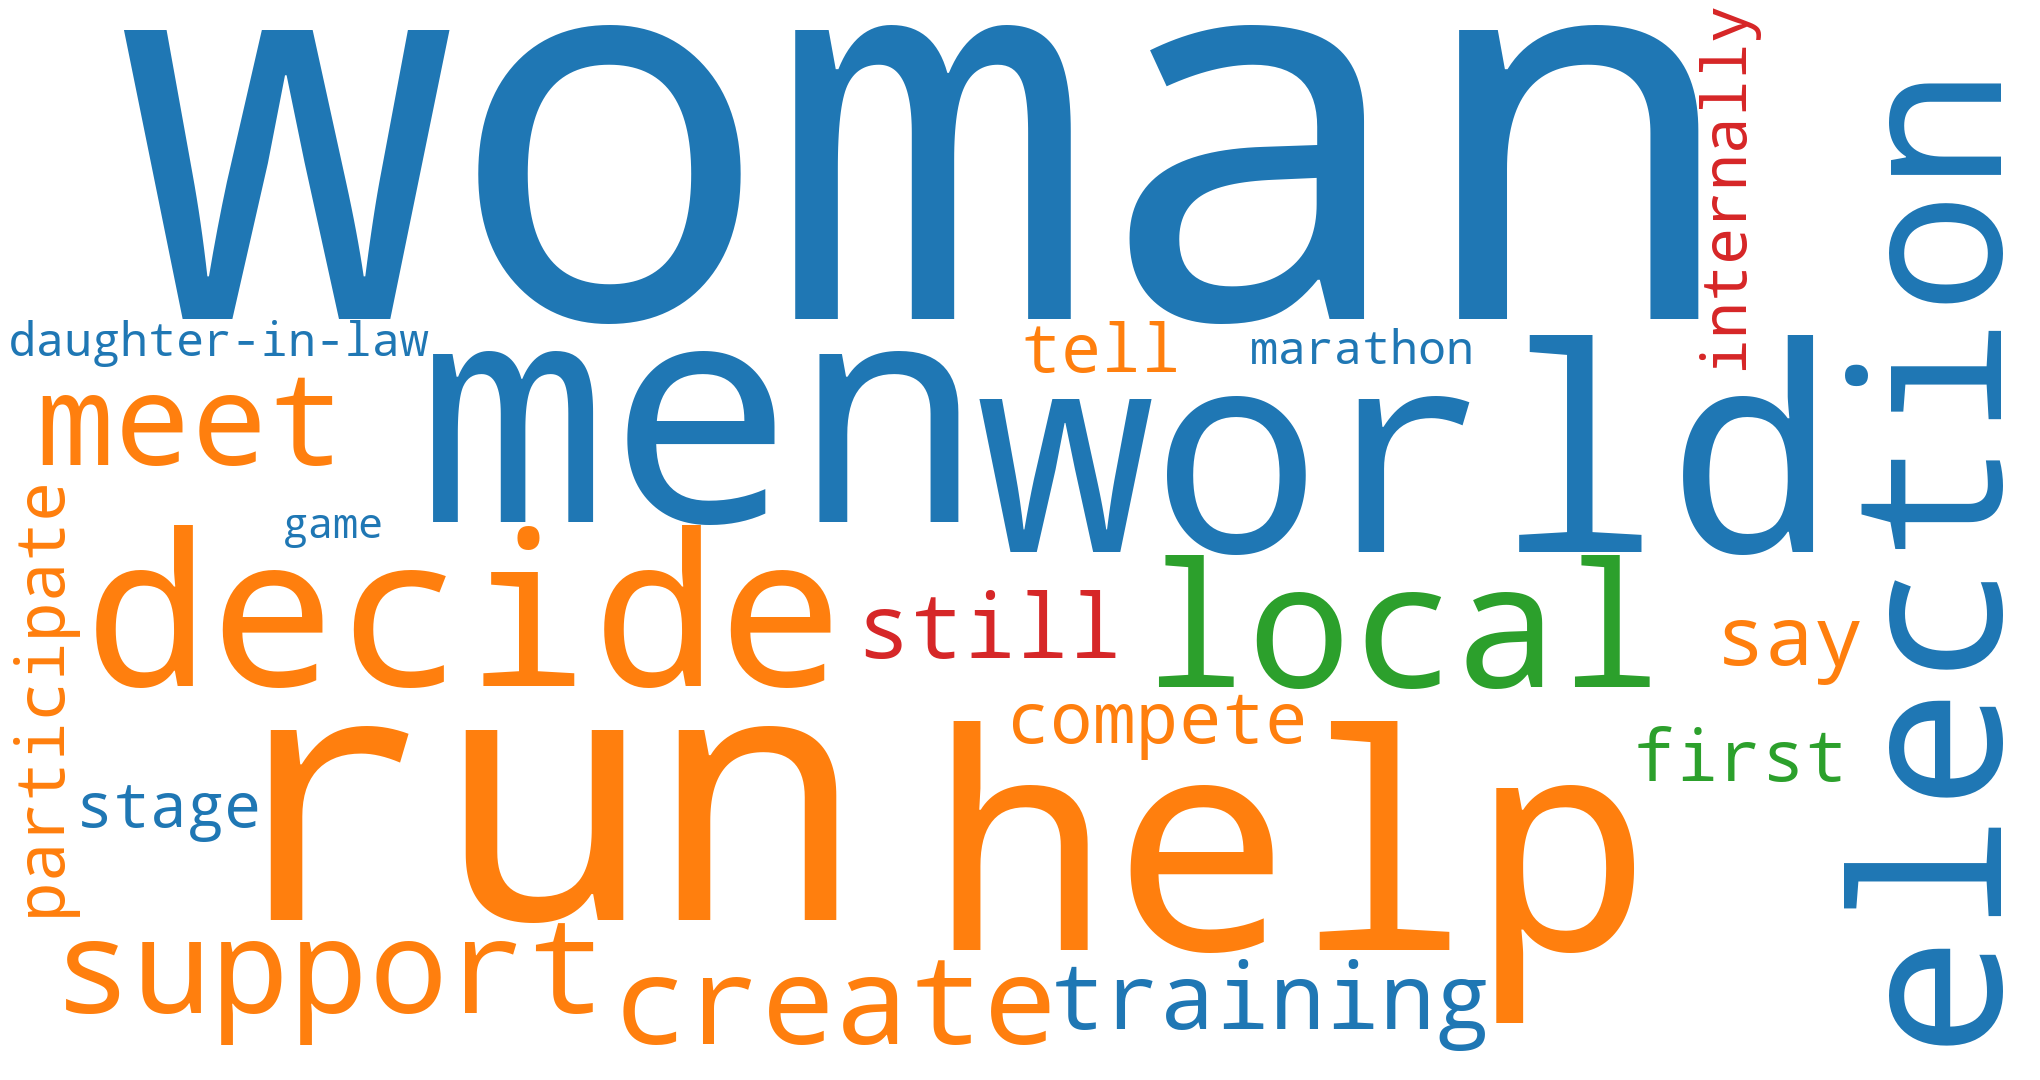 woman
internally
election
daughter-in-law
men
tell
marathon
world
meet
participate
game
decide
still
local
say
run
help
compete
first
stage
support
create
training